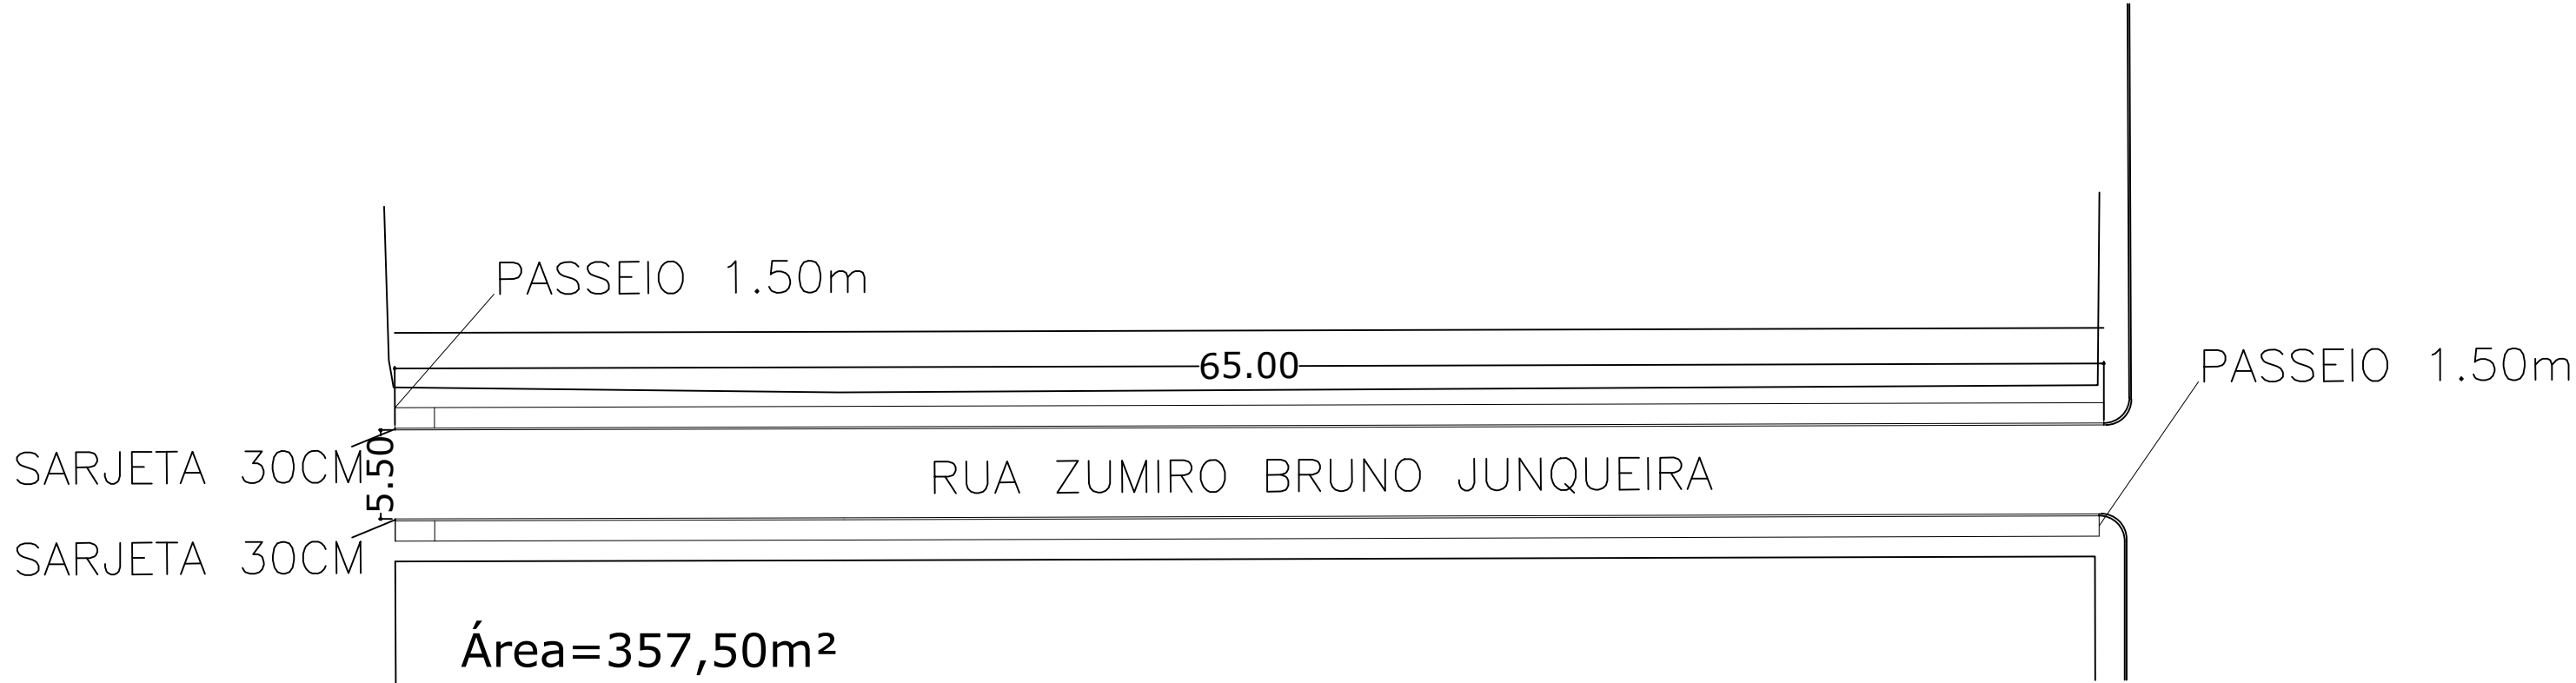 PASSEIO 1.50m
65.00
PASSEIO 1.50m
SARJETA 30CM
5.50
RUA ZUMIRO BRUNO JUNQUEIRA
SARJETA 30CM
Área=357,50m²